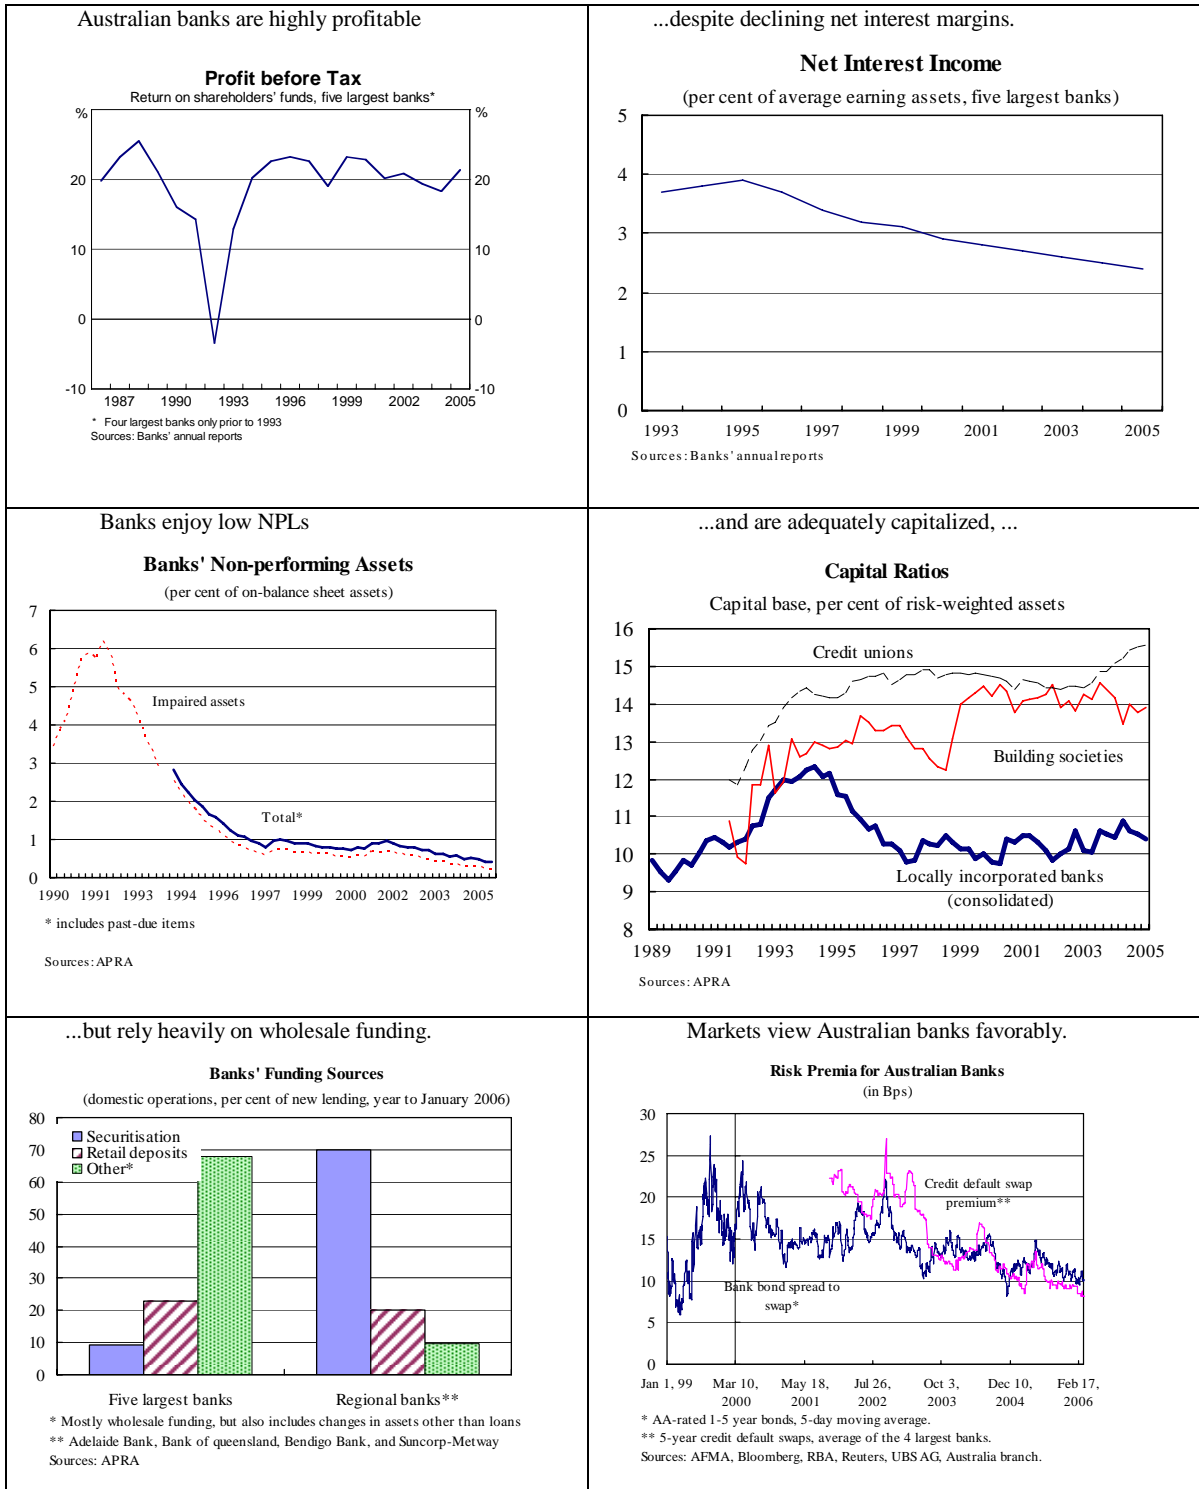 Australian banks are highly profitable
Profit before Tax
Return on shareholders' funds, five largest banks*
% %
20 20
10 10
0 0
-10 -10
1987 1990 1993 1996 1999 2002 2005
* Four largest banks only prior to 1993
Sources: Banks' annual reports
...despite declining net interest margins.
Net Interest Income
(per cent of average earning assets, five largest banks)
5
4
3
2
1
0
1993 1995 1997 1999 2001 2003 2005
Sources: Banks' annual reports
Banks enjoy low NPLs
Banks' Non-performing Assets
(per cent of on-balance sheet assets)
7
6
5
Impaired assets
4
3
2
Total*
1
0
1990 1991 1993 1994 1996 1997 1999 2000 2002 2003 2005
* includes past-due items
Sources: APRA
...and are adequately capitalized, ...
Capital Ratios
Capital base, per cent of risk-weighted assets
16
Credit unions
15
14
13
Building societies
12
11
10
Locally incorporated banks
(consolidated)
9
8
1989 1991 1993 1995 1997 1999 2001 2003 2005
Sources: APRA
...but rely heavily on wholesale funding.
Banks' Funding Sources
(domestic operations, per cent of new lending, year to January 2006)
80
Securitisation
70
Retail deposits
Other*
60
50
40
30
20
10
0
Five largest banks Regional banks**
* Mostly wholesale funding, but also includes changes in assets other than loans
** Adelaide Bank, Bank of queensland, Bendigo Bank, and Suncorp-Metway
Sources: APRA
Markets view Australian banks favorably.
Risk Premia for Australian Banks
(in Bps)
30
25
Credit default swap
premium**
20
15
10
Bank bond spread to
swap*
5
0
Jan 1, 99 Mar 10, May 18, Jul 26, Oct 3, Dec 10, Feb 17,
2000 2001 2002 2003 2004 2006
* AA-rated 1-5 year bonds, 5-day moving average.
** 5-year credit default swaps, average of the 4 largest banks.
Sources: AFMA, Bloomberg, RBA, Reuters, UBS AG, Australia branch.